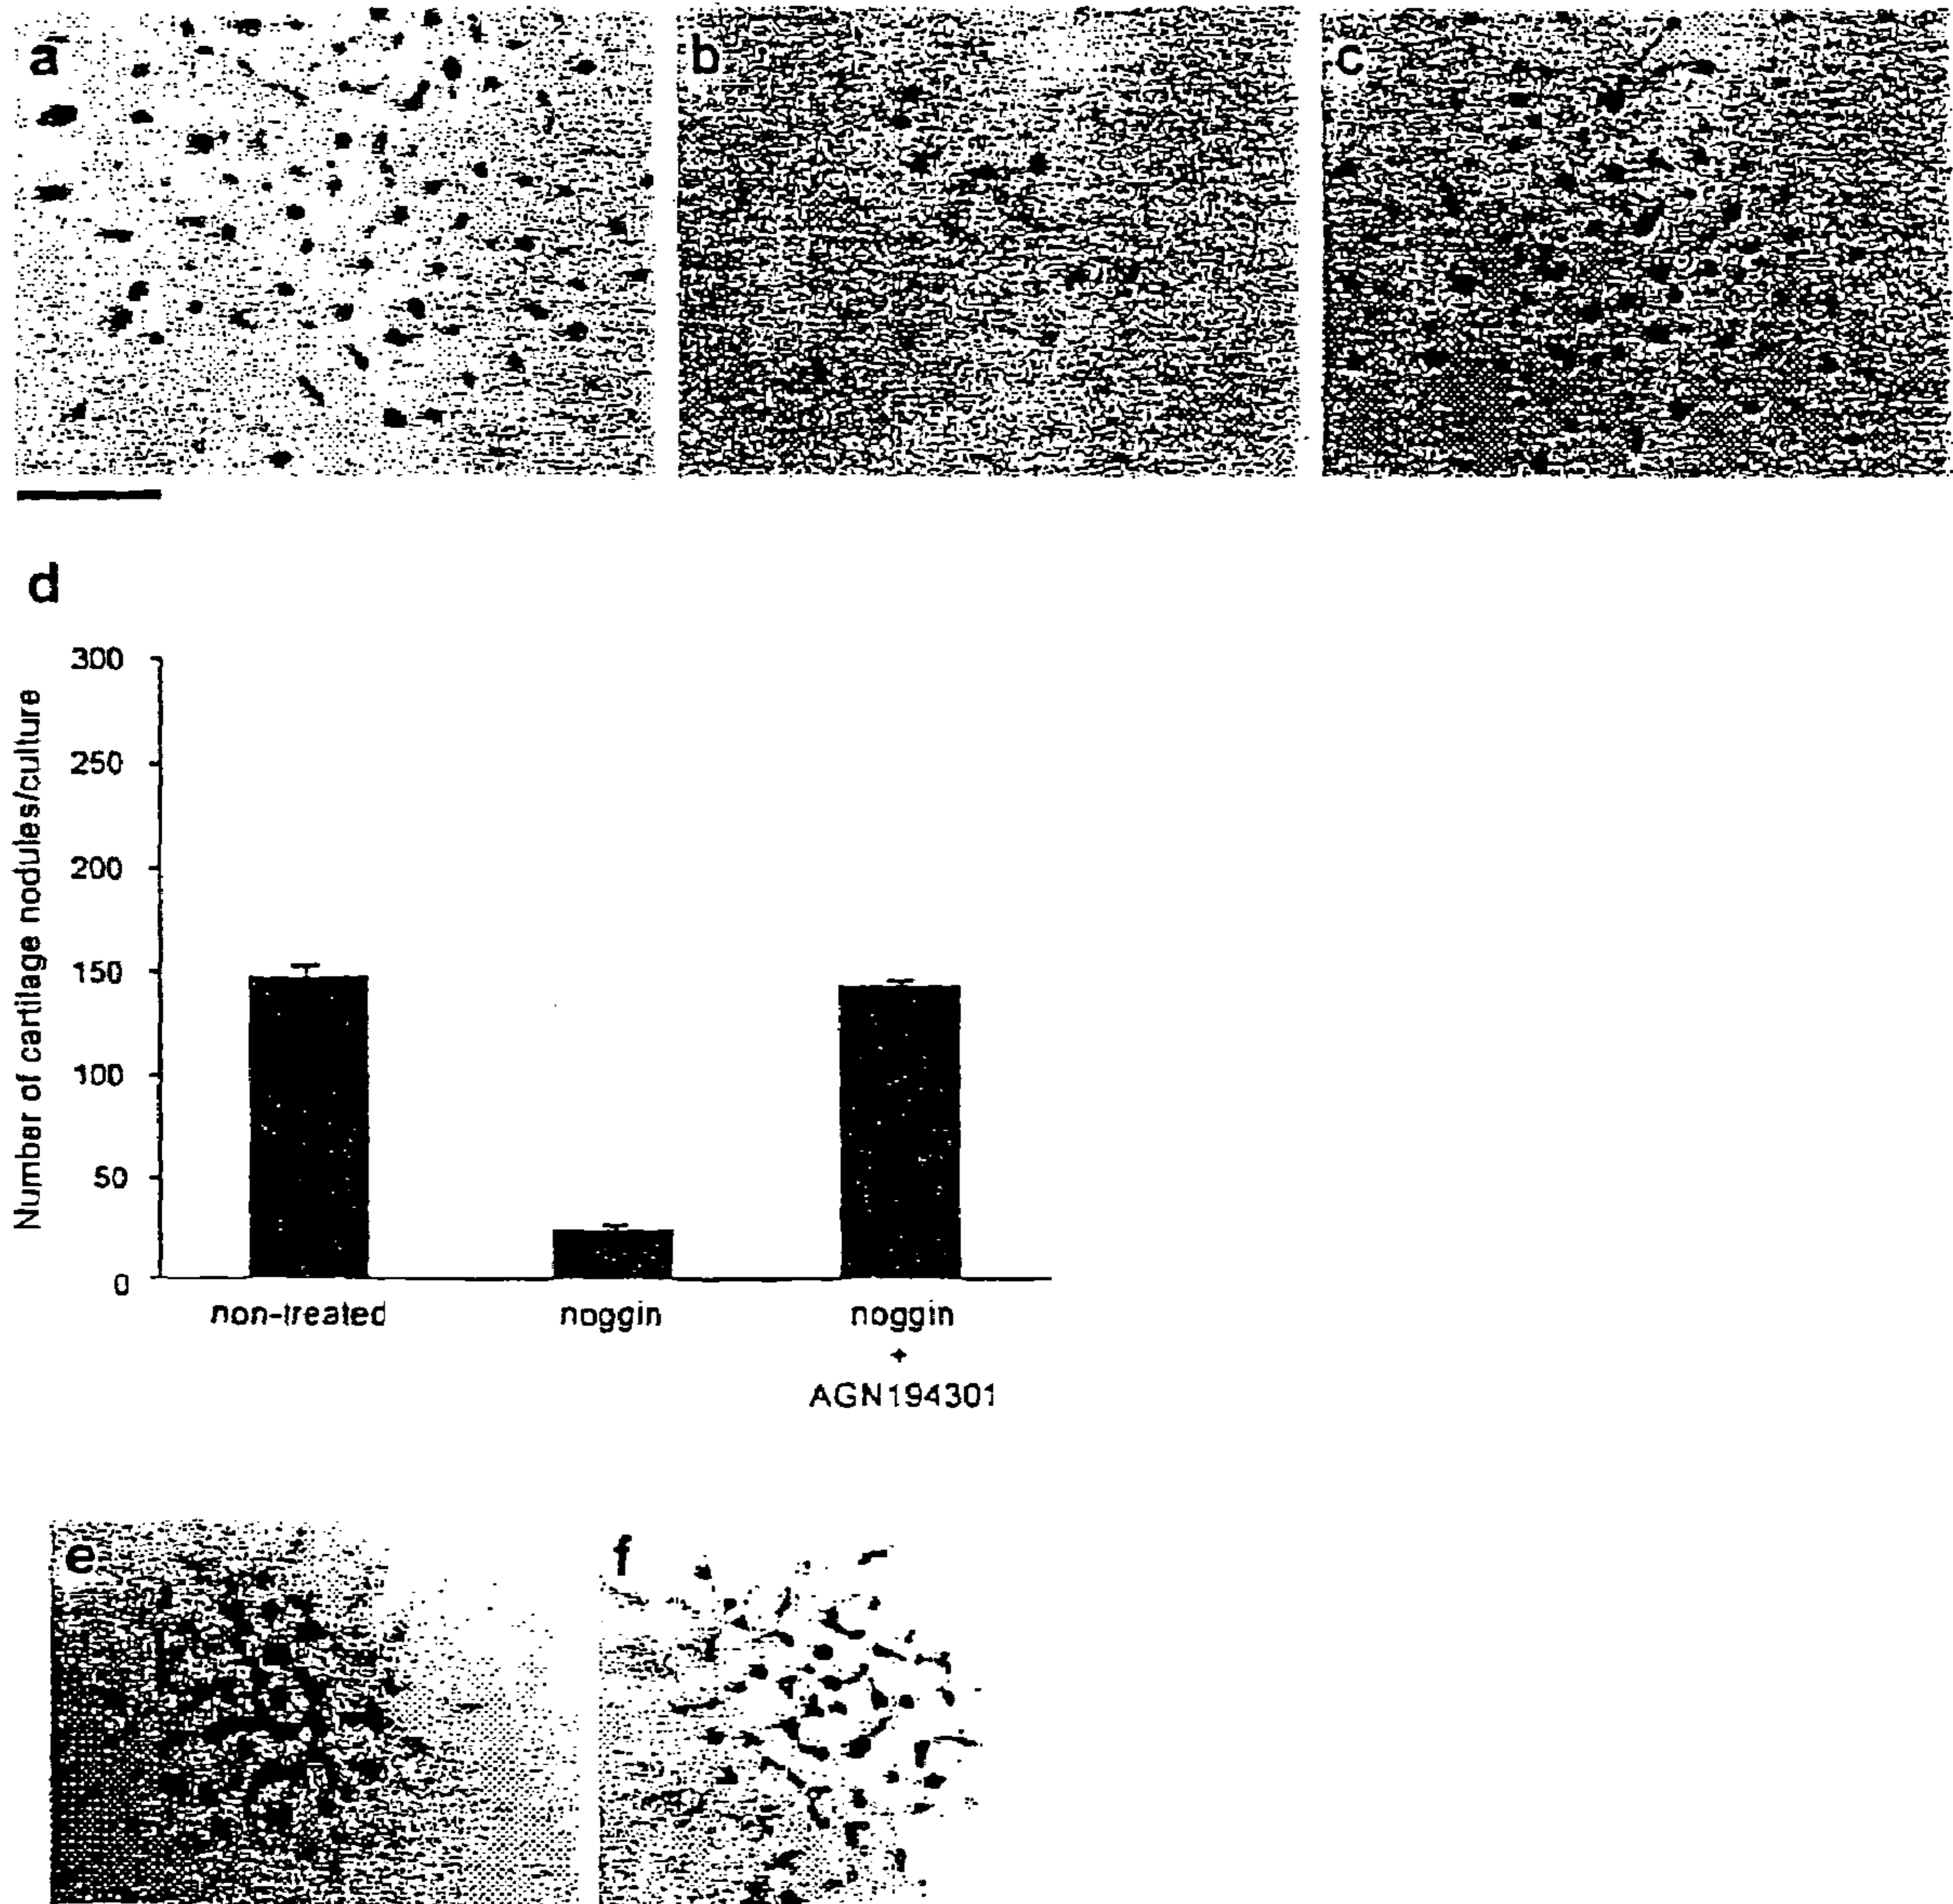 a
b
c
d
Number of cartilage nodules/culture
300
250
200
150
100
50
0
non-treated
noggin
noggin
+
AGN194301
e
f